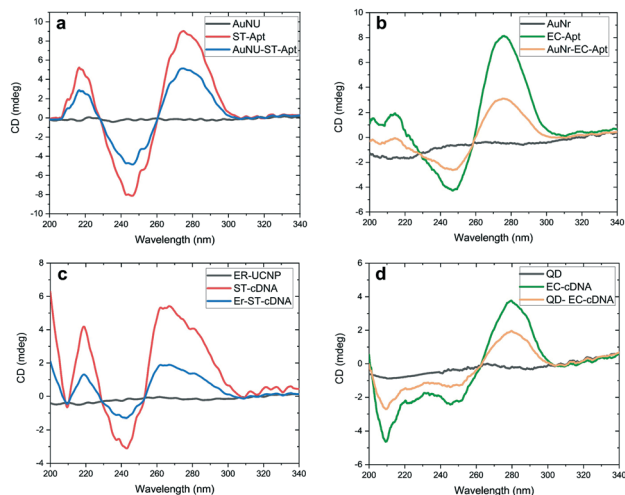 a
AuNU
ST-Apt
AuNU-ST-Apt
CD (mdeg)
10
8
6
4
2
0
-2
-4
-6
-8
-10
200 220 240 260 280 300 320 340
Wavelength (nm)
b
AuNr
EC-Apt
AuNr-EC-Apt
CD (mdeg)
10
8
6
4
2
0
-2
-4
-6
200 220 240 260 280 300 320 340
Wavelength (nm)
c
ER-UCNP
ST-cDNA
Er-ST-cDNA
CD (mdeg)
8
6
4
2
0
-2
-4
200 220 240 260 280 300 320 340
Wavelength (nm)
d
QD
EC-cDNA
QD- EC-cDNA
CD (mdeg)
6
4
2
0
-2
-4
-6
200 220 240 260 280 300 320 340
Wavelength (nm)